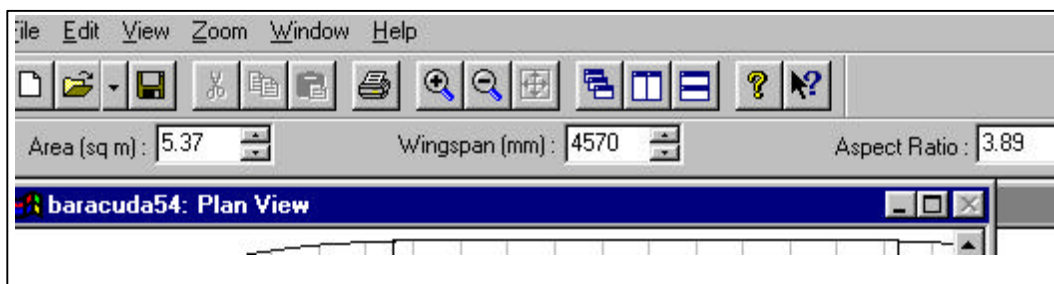 File Edit View Zoom Window Help
Area (sq m) : 5.37 Wingspan (mm) : 4570 Aspect Ratio : 3.89
baracuda54: Plan View